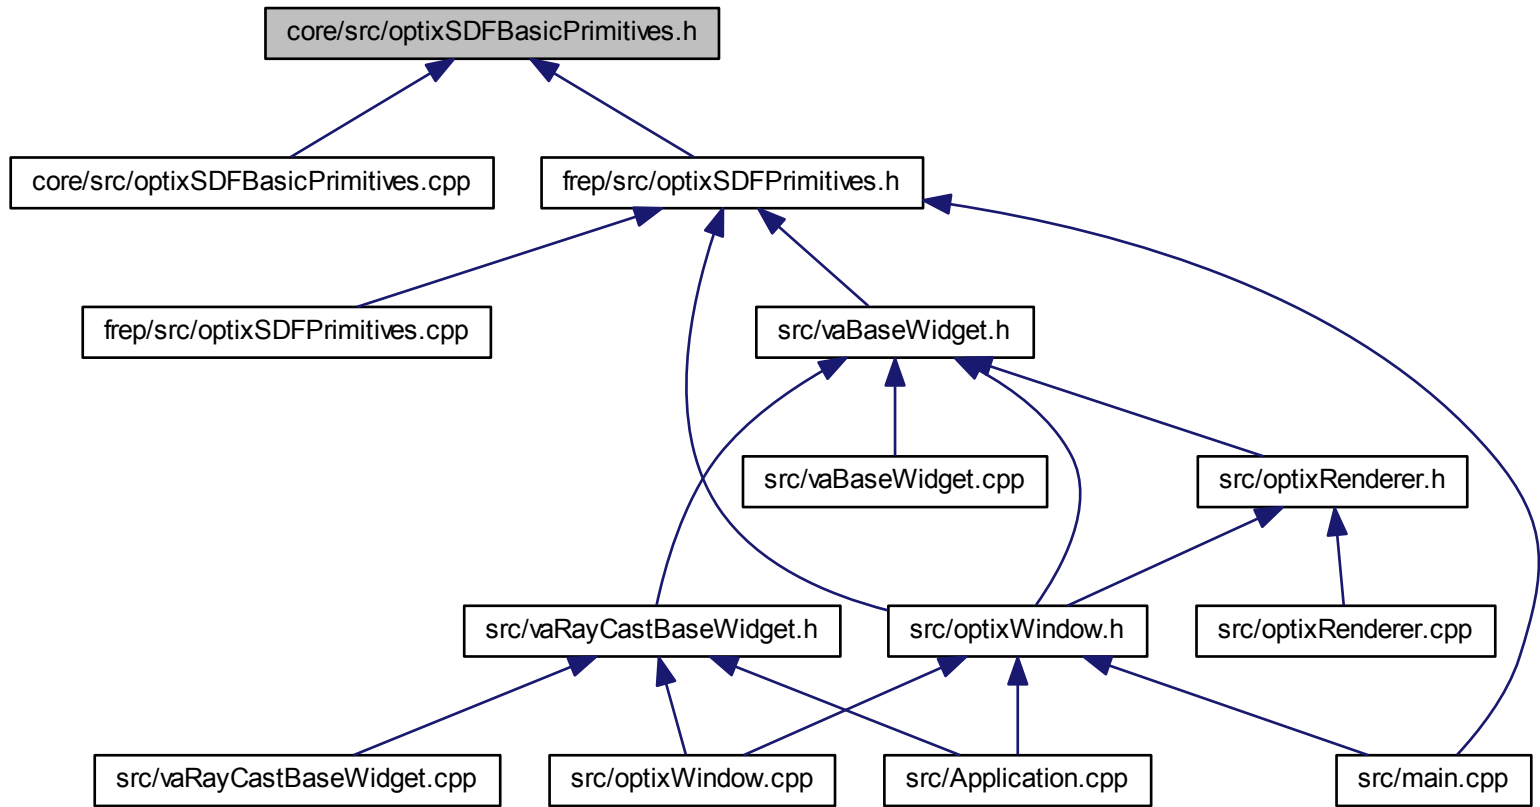 core/src/optixSDFBasicPrimitives.h
core/src/optixSDFBasicPrimitives.cpp
frep/src/optixSDFPrimitives.h
frep/src/optixSDFPrimitives.cpp
src/vaBaseWidget.h
src/vaBaseWidget.cpp
src/optixRenderer.h
src/vaRayCastBaseWidget.h
src/optixWindow.h
src/optixRenderer.cpp
src/vaRayCastBaseWidget.cpp
src/optixWindow.cpp
src/Application.cpp
src/main.cpp